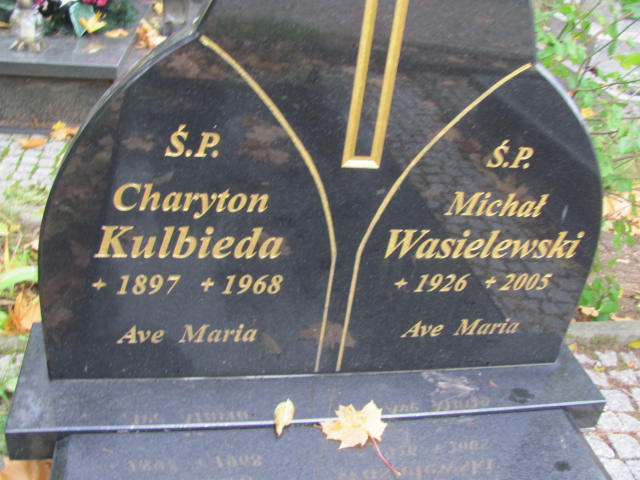 Ś.P.
Charyton
Kulbieda
+ 1897 + 1968
Ave Maria
Ś.P.
Michał
Wasielewski
+ 1926 + 2005
Ave Maria